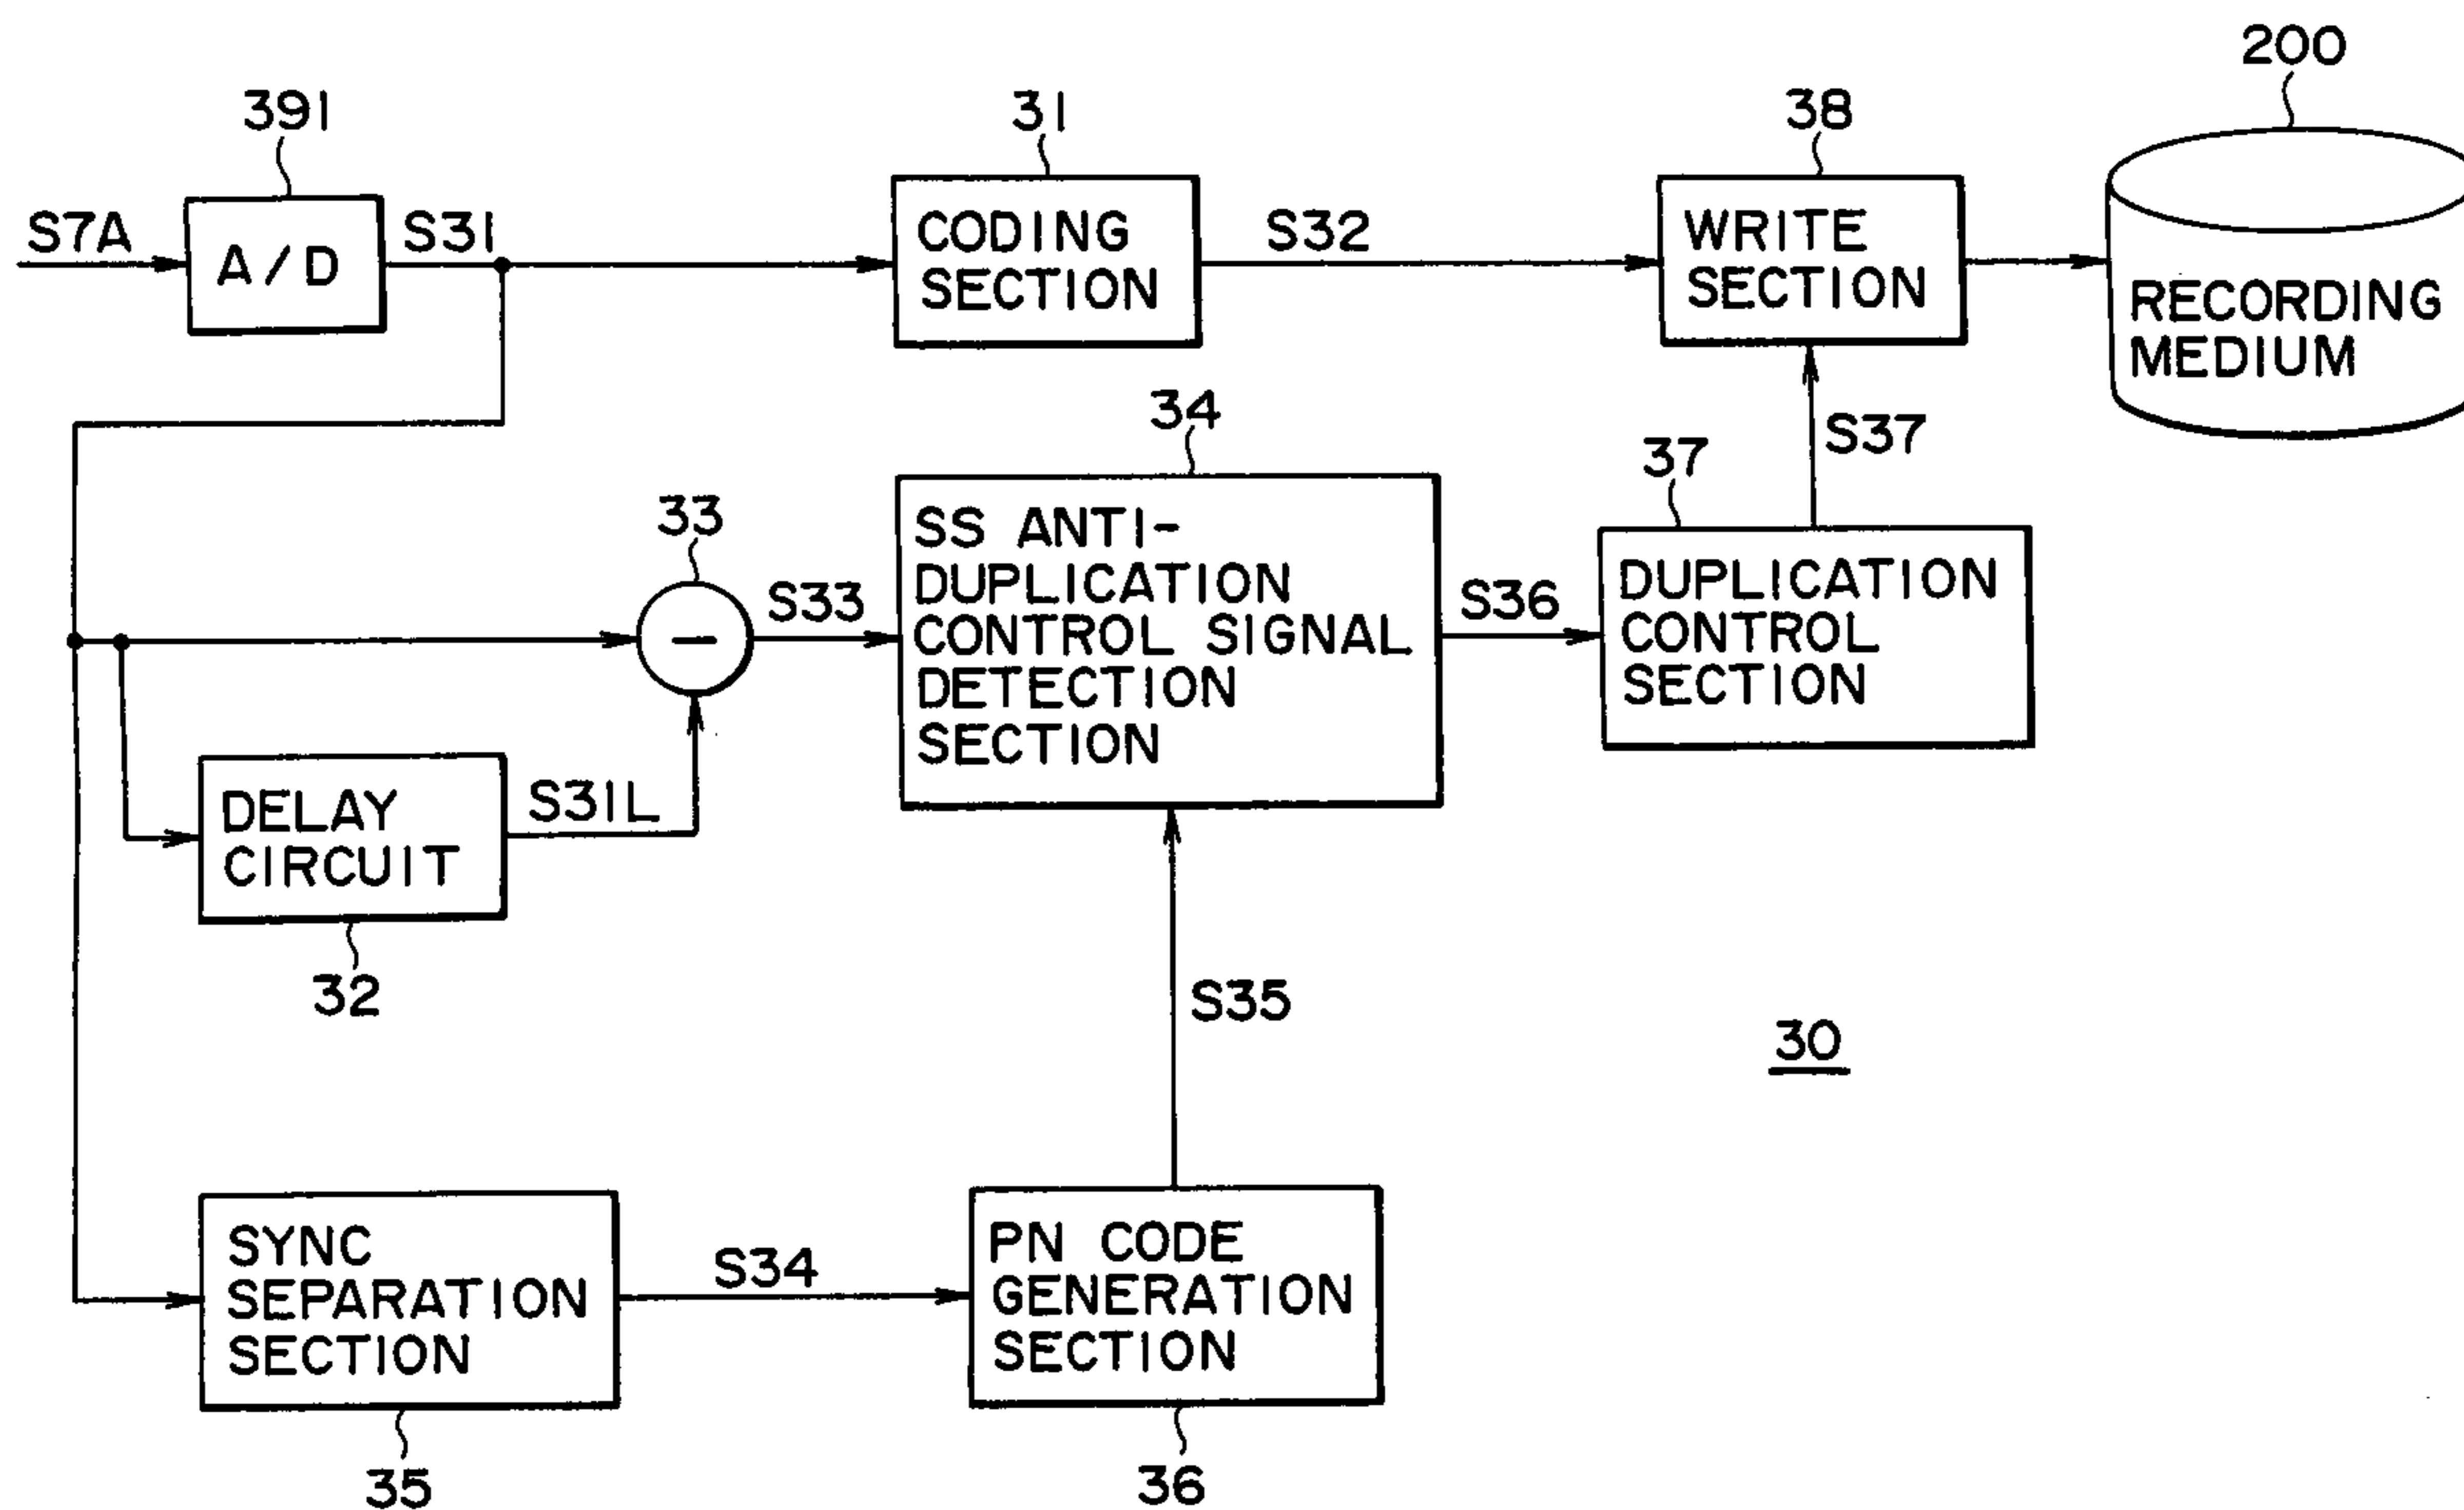 200
391
31
38
S7A
A/D
S31
CODING
SECTION
S32
WRITE
SECTION
RECORDING
MEDIUM
34
33
37
S37
S33
SS ANTI-
DUPLICATION
CONTROL SIGNAL
DETECTION
SECTION
S36
DUPLICATION
CONTROL
SECTION
DELAY
CIRCUIT
S31L
32
S35
30
SYNC
SEPARATION
SECTION
S34
PN CODE
GENERATION
SECTION
35
36